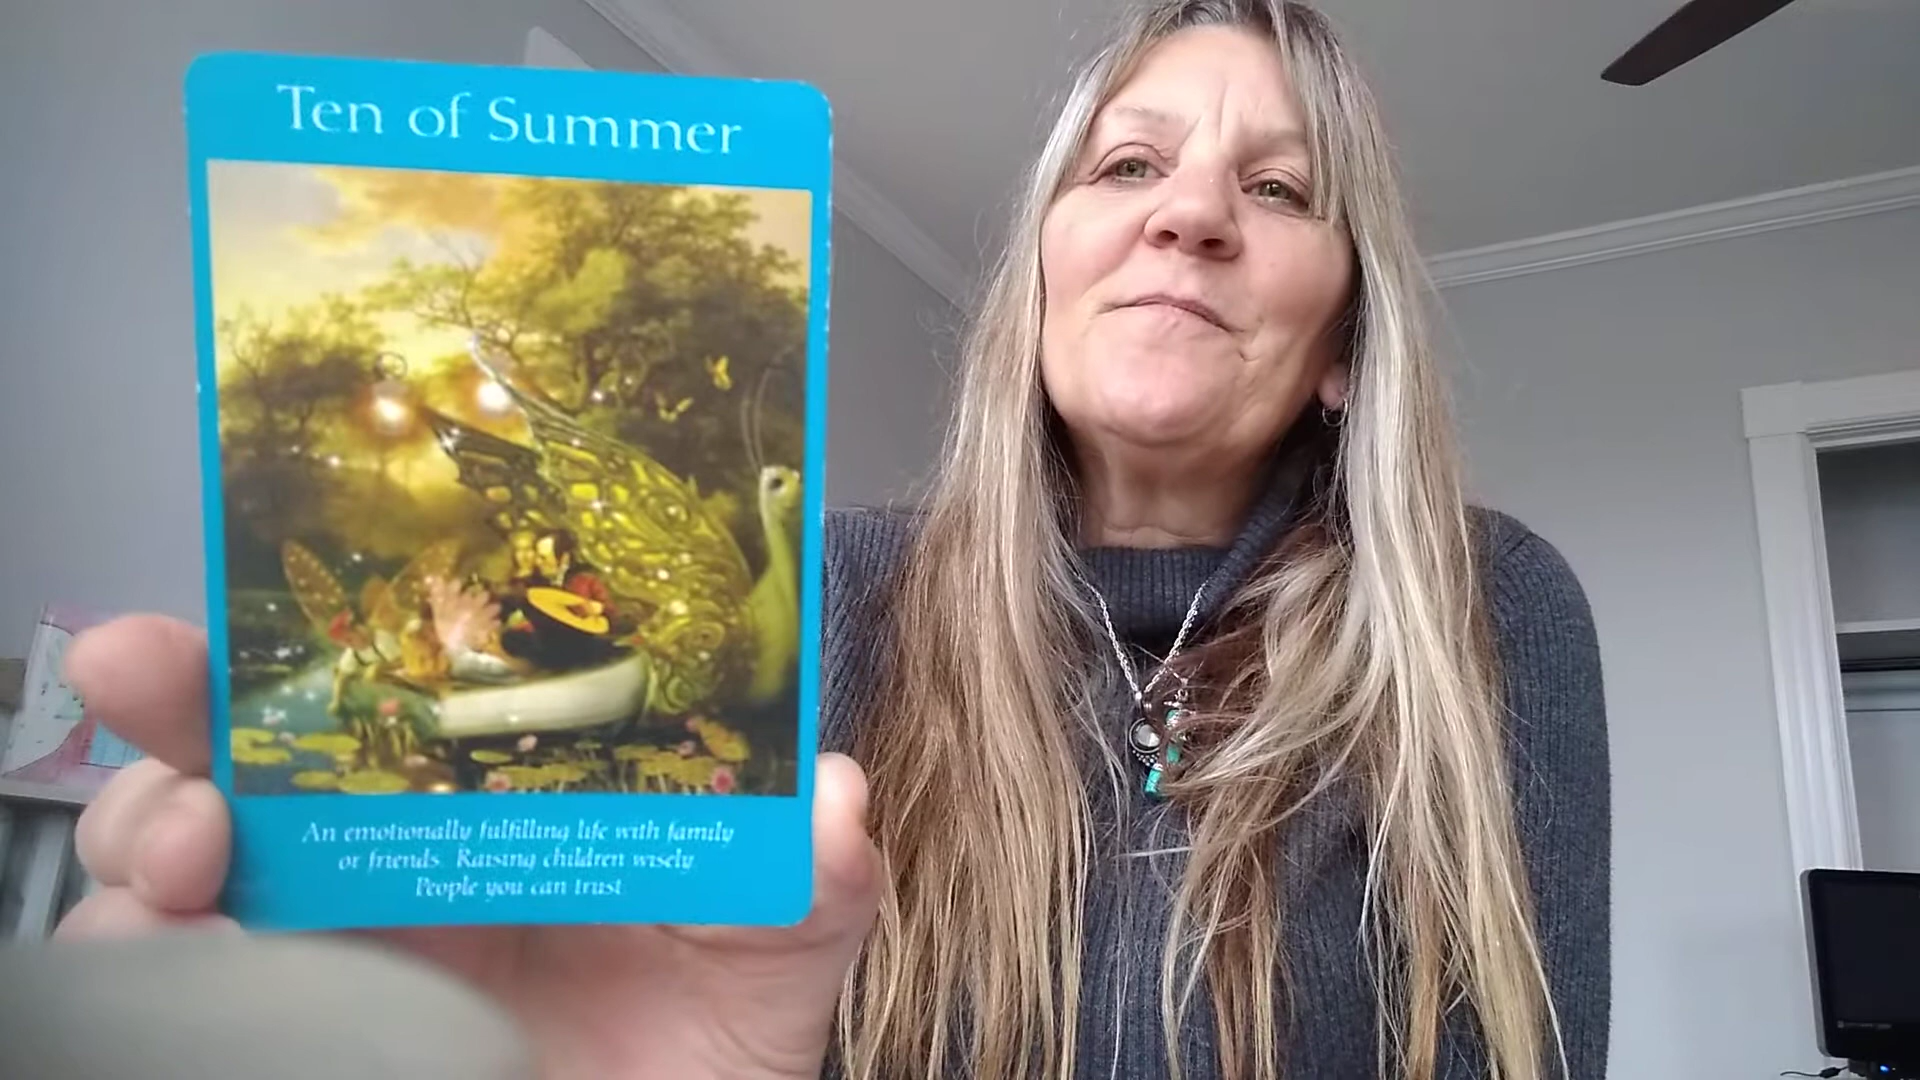 Ten of Summer
An emotionally fulfilling life with family
or friends. Raising children wisely
People you can trust